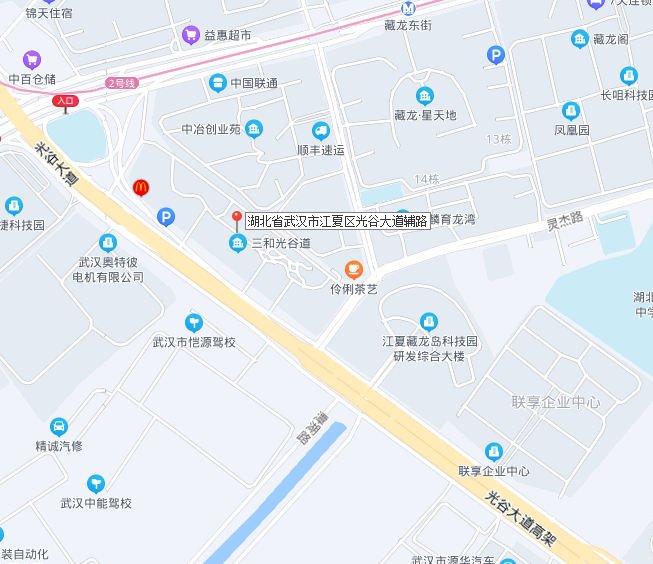 锦天住宿
益惠超市
藏龙东街
7天连锁
中百仓储
藏龙阁
2号线
中国联通
入口
藏龙·星天地
长咀科技园
中冶创业苑
凤凰园
顺丰速运
13栋
光谷大道
14栋
P
P
捷科技园
湖北省武汉市江夏区光谷大道辅路
麟育龙湾
灵杰路
三和光谷道
武汉奥特彼
电机有限公司
伶俐茶艺
湖北
中学
武汉市恺源驾校
江夏藏龙岛科技园
研发综合大楼
联享企业中心
精诚汽修
联享企业中心
武汉中能驾校
光谷大道高架
装自动化
武汉市源华汽车